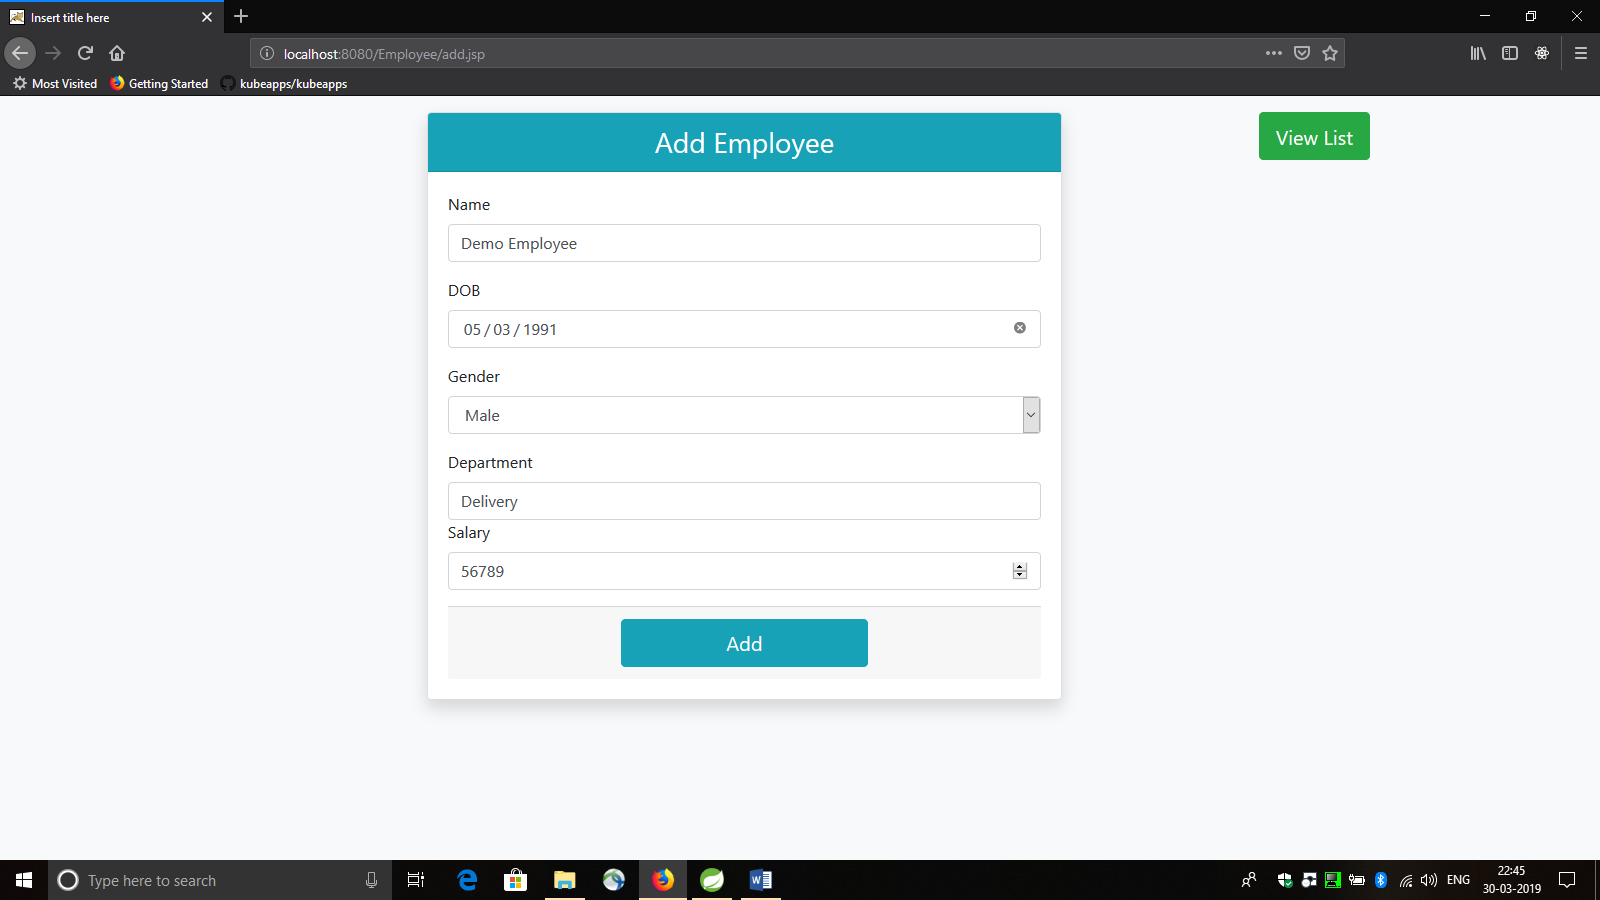 Insert title here
localhost:8080/Employee/add.jsp
Most Visited Getting Started kubeapps/kubeapps
Add Employee
View List
Name
Demo Employee
DOB
05 / 03 / 1991
Gender
Male
Department
Delivery
Salary
56789
Add
Type here to search
ENG
22:45
30-03-2019